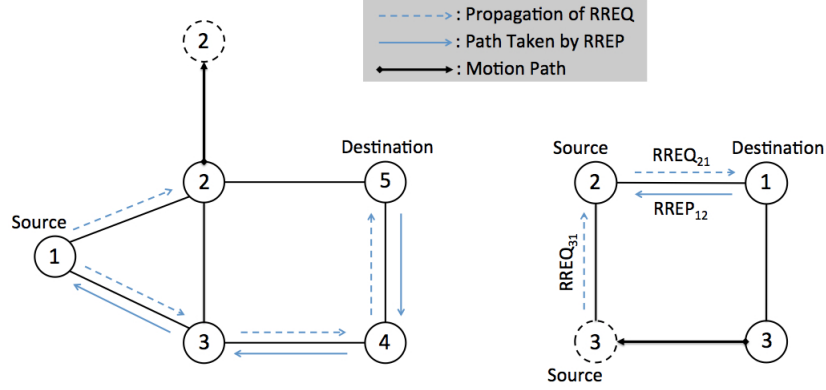 : Propagation of RREQ
: Path Taken by RREP
: Motion Path
2
Destination
2
5
Source
1
3
4
Source
Destination
RREQ21
2
1
RREP12
RREQ31
3
3
Source